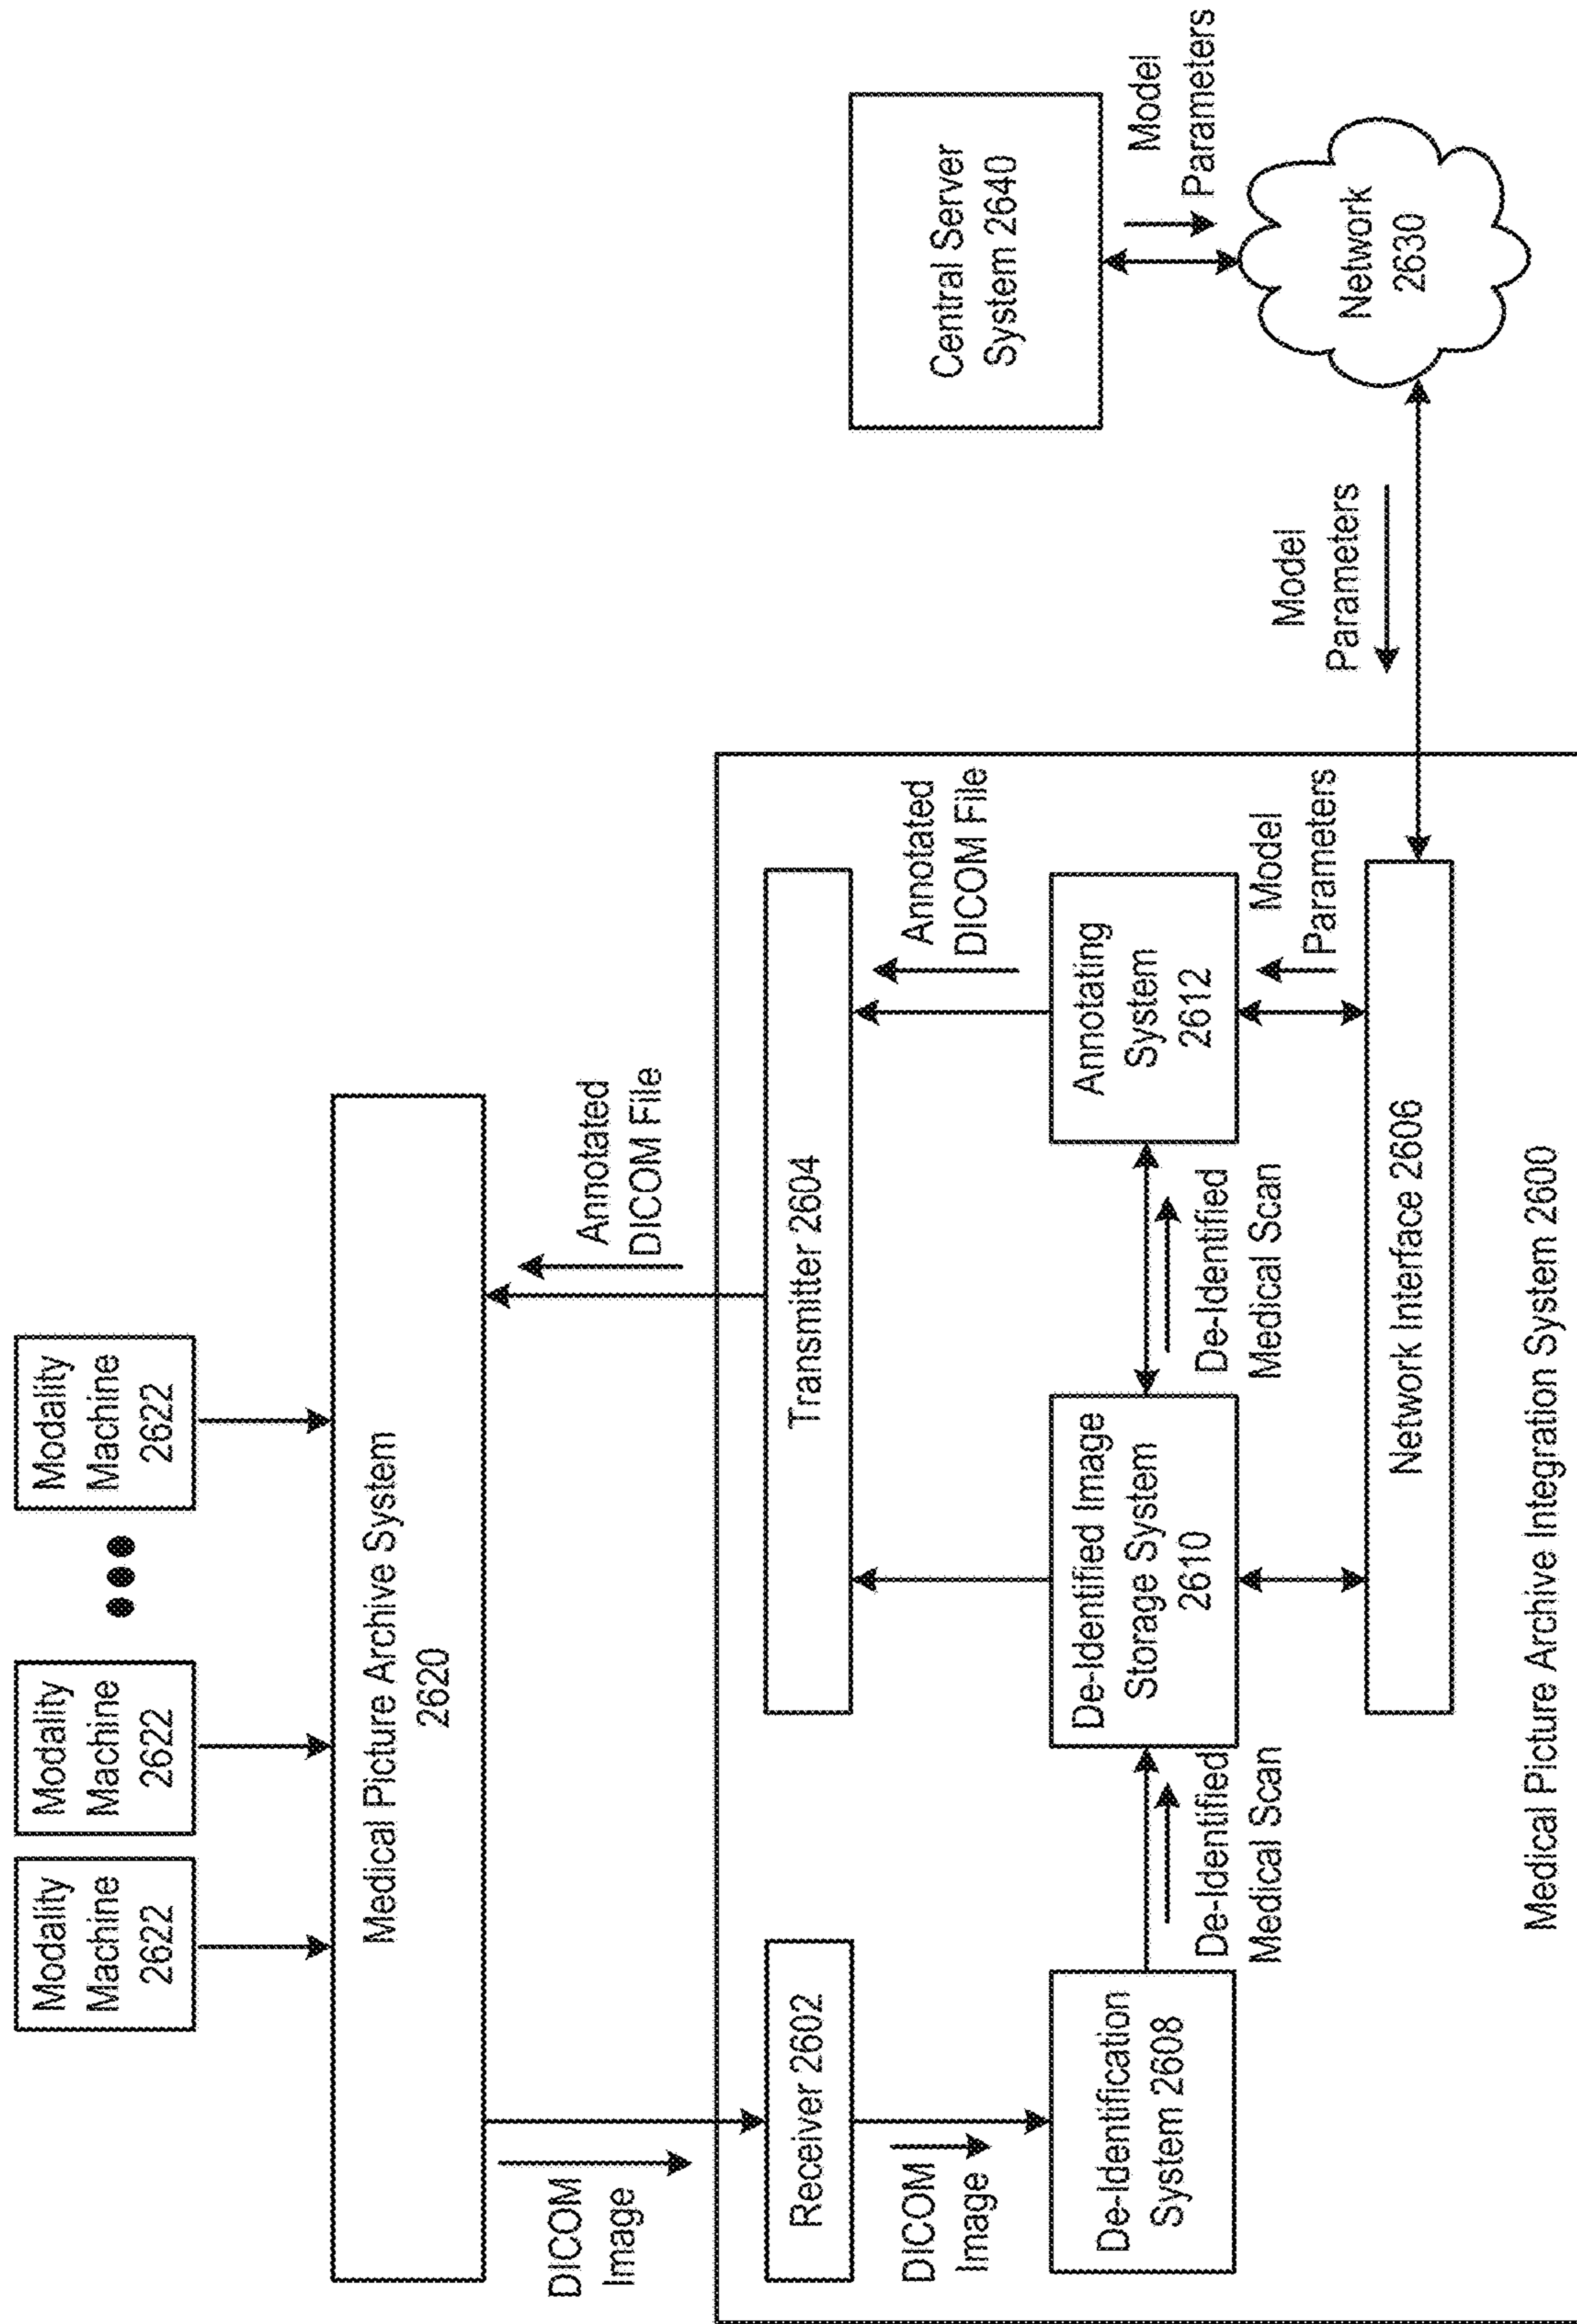 Modality
Machine
2622
Modality
Machine
2622
Modality
Machine
2622
Medical Picture Archive System
2620
DICOM
Image
Annotated
DICOM File
Receiver 2602
Transmitter 2604
DICOM
Image
Annotated
DICOM File
De-Identification
System 2608
De-Identified
Medical Scan
De-Identified Image
Storage System
2610
De-Identified
Medical Scan
Annotating
System
2612
Model
Parameters
Network Interface 2606
Medical Picture Archive Integration System 2600
Model
Parameters
Central Server
System 2640
Model
Parameters
Network
2630